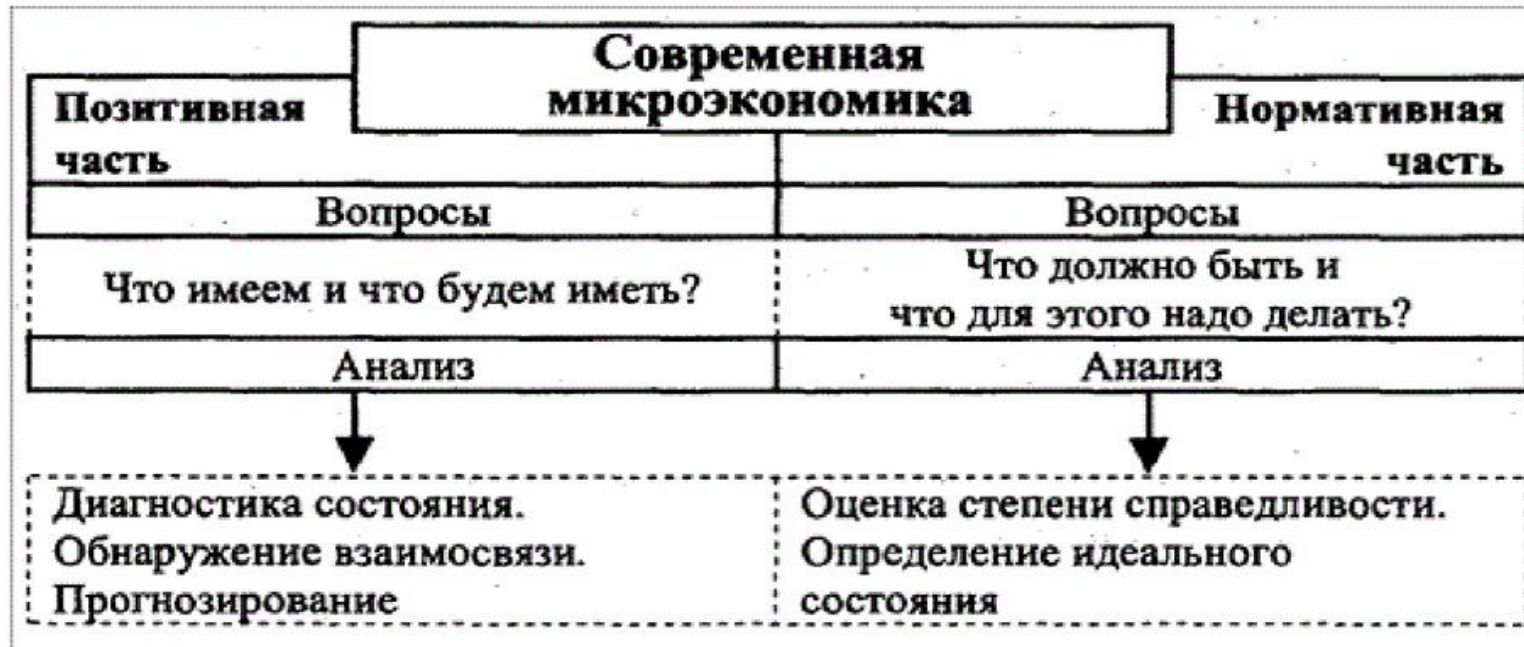 Современная
микроэкономика
Позитивная
часть
Нормативная
часть
Вопросы
Вопросы
Что имеем и что будем иметь?
Что должно быть и
что для этого надо делать?
Анализ
Анализ
Диагностика состояния.
Обнаружение взаимосвязи.
Прогнозирование
Оценка степени справедливости.
Определение идеального
состояния